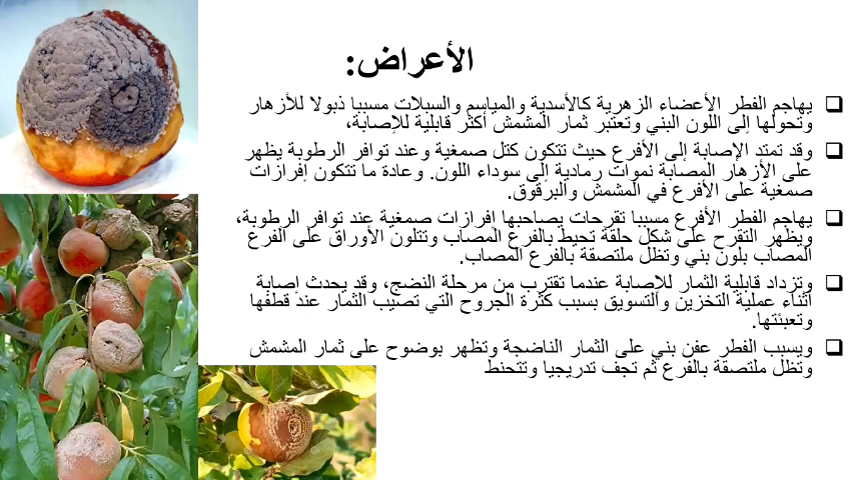 الأعراض:
❑ يهاجم الفطر الأعضاء الزهرية كالأسدية والمياسم والسبلات مسببا ذبولا للأزهار
وتحولها إلى اللون البني وتعتبر ثمار المشمش أكثر قابلية للإصابة،
❑ وقد تمتد الإصابة إلى الأفرع حيث تتكون كتل صمغية وعند توافر الرطوبة يظهر
على الأزهار المصابة نموات رمادية إلى سوداء اللون. وعادة ما تتكون إفرازات
صمغية على الأفرع في المشمش والبرقوق.
❑ يهاجم الفطر الأفرع مسببا تقرحات يصاحبها إفرازات صمغية عند توافر الرطوبة،
ويظهر التقرح على شكل حلقة تحيط بالفرع المصاب وتتلون الأوراق على الفرع
المصاب بلون بني وتظل ملتصقة بالفرع المصاب.
❑ وتزداد قابلية الثمار للإصابة عندما تقترب من مرحلة النضج، وقد يحدث إصابة
أثناء عملية التخزين والتسويق بسبب كثرة الجروح التي تصيب الثمار عند قطفها
وتعبئتها.
❑ ويسبب الفطر عفن بني على الثمار الناضجة وتظهر بوضوح على ثمار المشمش
وتظل ملتصقة بالفرع ثم تجف تدريجيا وتتحنط